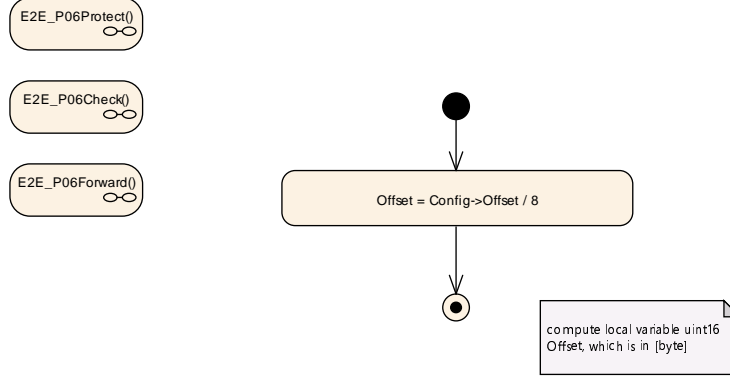 E2E_P06Protect()
E2E_P06Check()
E2E_P06Forward()
Offset = Config->Offset / 8
compute local variable uint16
Offset, which is in [byte]